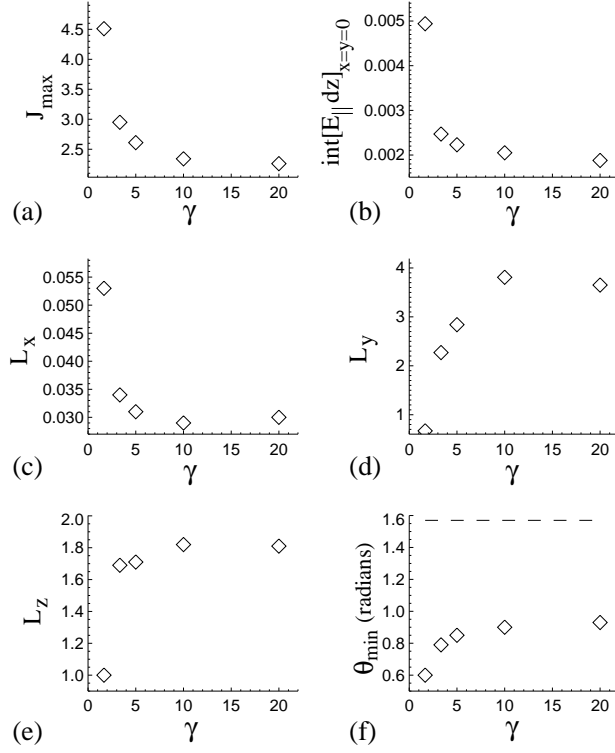 4.5
4.0
3.5
3.0
2.5
J_max
0 5 10 15 20
(a) γ
0.005
0.004
0.003
0.002
int[E_|| dz]_x=y=0
0 5 10 15 20
(b) γ
0.055
0.050
0.045
0.040
0.035
0.030
L_x
0 5 10 15 20
(c) γ
4
3
2
1
L_y
0 5 10 15 20
(d) γ
2.0
1.8
1.6
1.4
1.2
1.0
L_z
0 5 10 15 20
(e) γ
1.6
1.4
1.2
1.0
0.8
0.6
θ_min (radians)
0 5 10 15 20
(f) γ